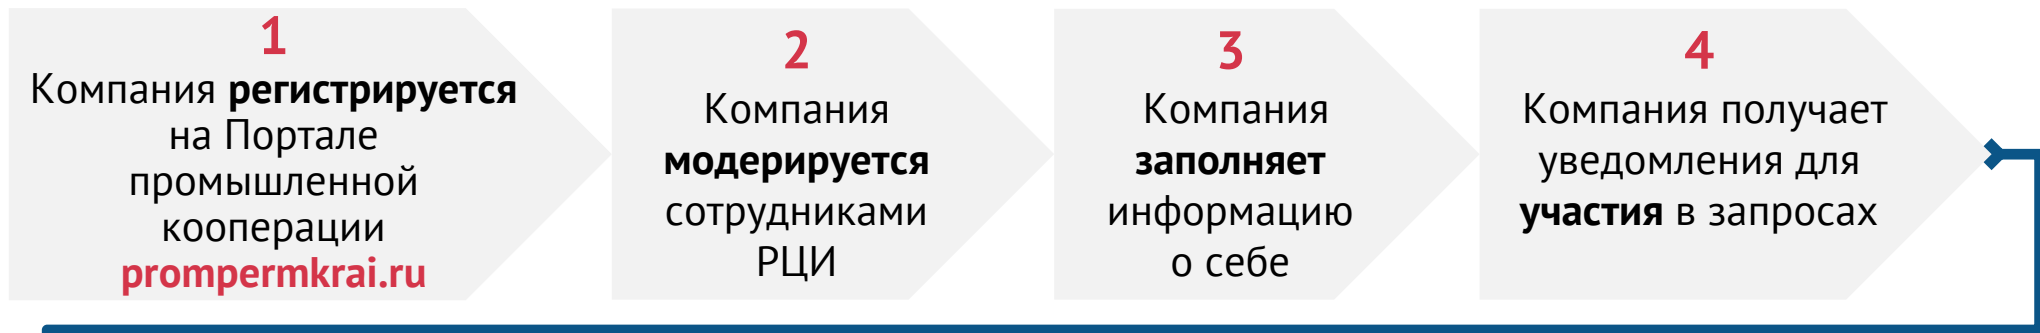 1
Компания регистрируется
на Портале
промышленной
кооперации
prompermkrai.ru
2
Компания
модерируется
сотрудниками
РЦИ
3
Компания
заполняет
информацию
о себе
4
Компания получает
уведомления для
участия в запросах